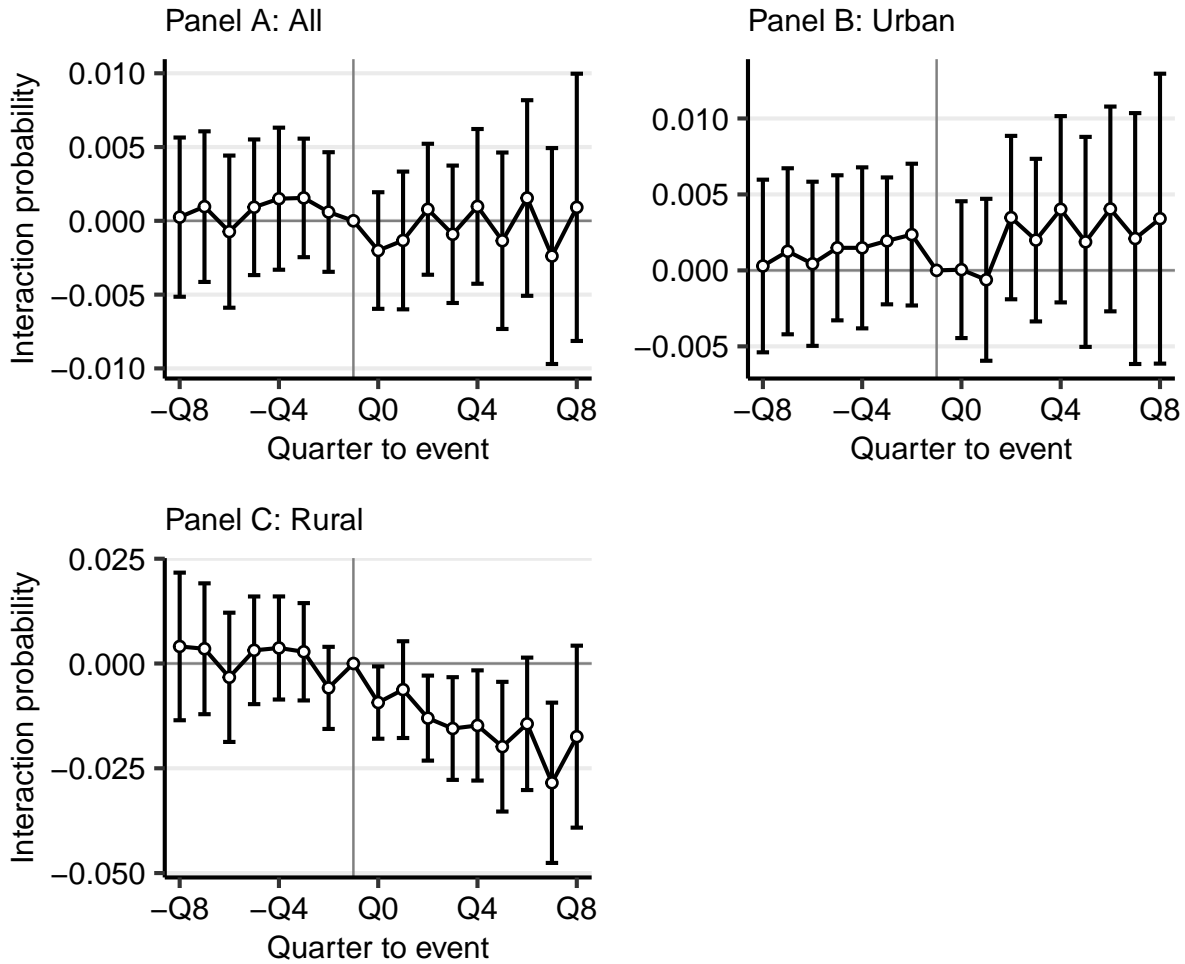 Panel A: All
Interaction probability
0.010
0.005
0.000
−0.005
−0.010
−Q8 −Q4 Q0 Q4 Q8
Quarter to event
Panel B: Urban
0.010
0.005
0.000
−0.005
−Q8 −Q4 Q0 Q4 Q8
Quarter to event
Panel C: Rural
Interaction probability
0.025
0.000
−0.025
−0.050
−Q8 −Q4 Q0 Q4 Q8
Quarter to event